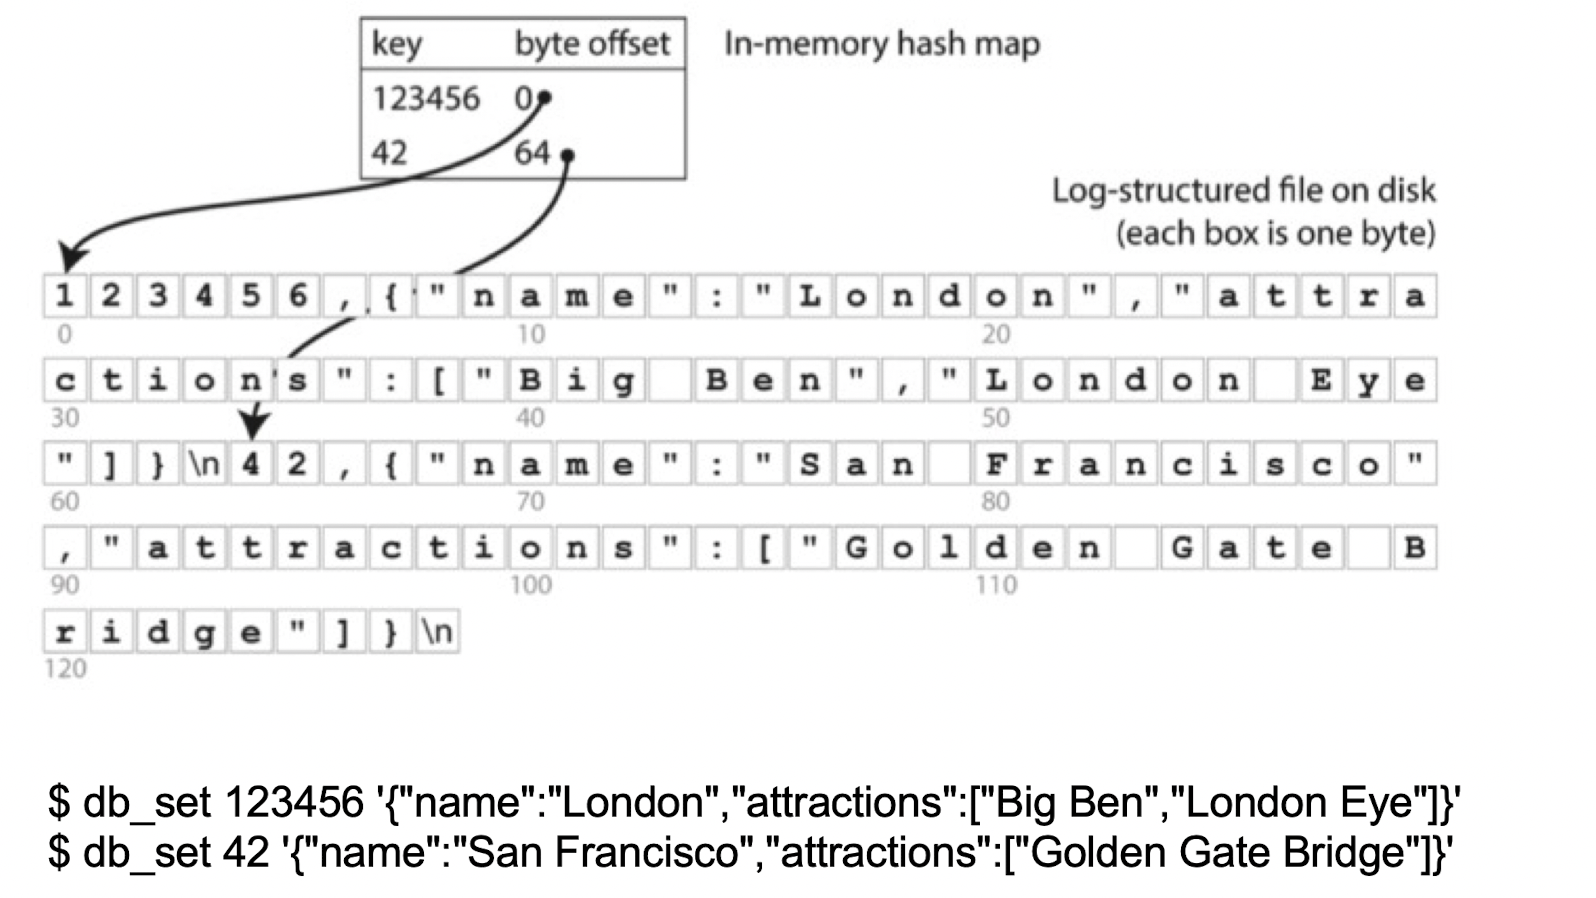 key byte offset In-memory hash map
123456 0
42 64
Log-structured file on disk
(each box is one byte)
1 2 3 4 5 6 , { " n a m e " : " L o n d o n " , " a t t r a
0 10 20
c t i o n s " : [ " B i g   B e n " , " L o n d o n   E y e
30 40 50
" ] } \n 4 2 , { " n a m e " : " S a n   F r a n c i s c o "
60 70 80
, " a t t r a c t i o n s " : [ " G o l d e n   G a t e   B
90 100 110
r i d g e " ] } \n
120
$ db_set 123456 '{"name":"London","attractions":["Big Ben","London Eye"]}'
$ db_set 42 '{"name":"San Francisco","attractions":["Golden Gate Bridge"]}'